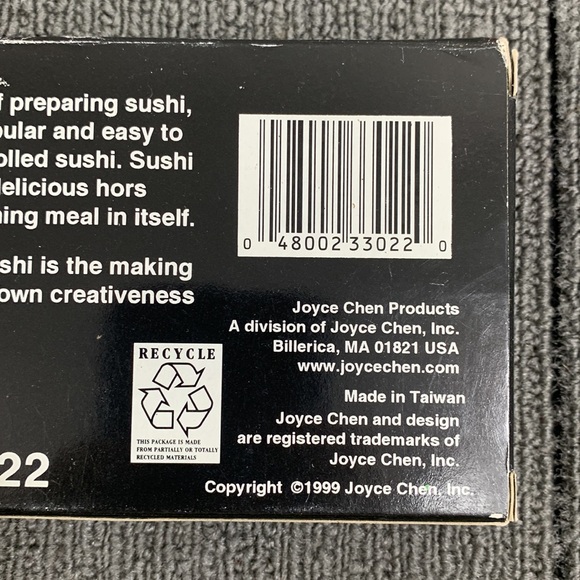 f preparing sushi,
pular and easy to
olled sushi. Sushi
delicious hors
ning meal in itself.
shi is the making
own creativeness
0 48002 33022 0
Joyce Chen Products
A division of Joyce Chen, Inc.
Billerica, MA 01821 USA
www.joycechen.com
RECYCLE
THIS PACKAGE IS MADE
FROM PARTIALLY OR TOTALLY
RECYCLED MATERIALS
Made in Taiwan
Joyce Chen and design
are registered trademarks of
Joyce Chen, Inc.
22
Copyright ©1999 Joyce Chen, Inc.